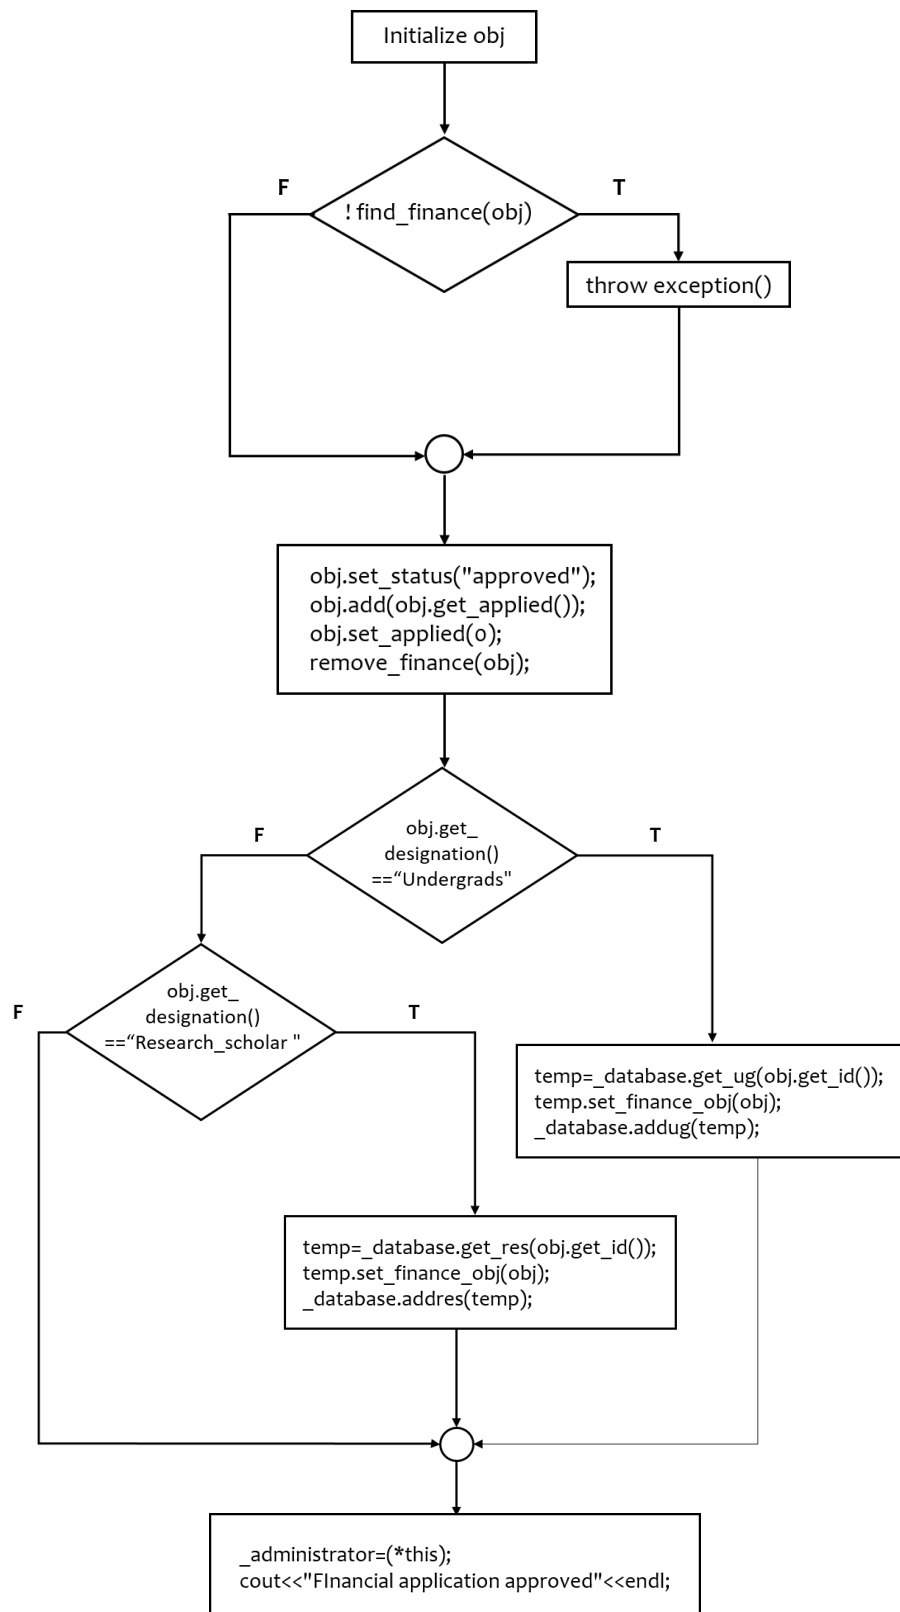 Initialize obj
F
T
! find_finance(obj)
throw exception()
obj.set_status("approved");
obj.add(obj.get_applied());
obj.set_applied(0);
remove_finance(obj);
F
T
obj.get_
designation()
==“Undergrads"
F
T
obj.get_
designation()
==“Research_scholar "
temp=_database.get_ug(obj.get_id());
temp.set_finance_obj(obj);
_database.addug(temp);
temp=_database.get_res(obj.get_id());
temp.set_finance_obj(obj);
_database.addres(temp);
_administrator=(*this);
cout<<"FInancial application approved"<<endl;